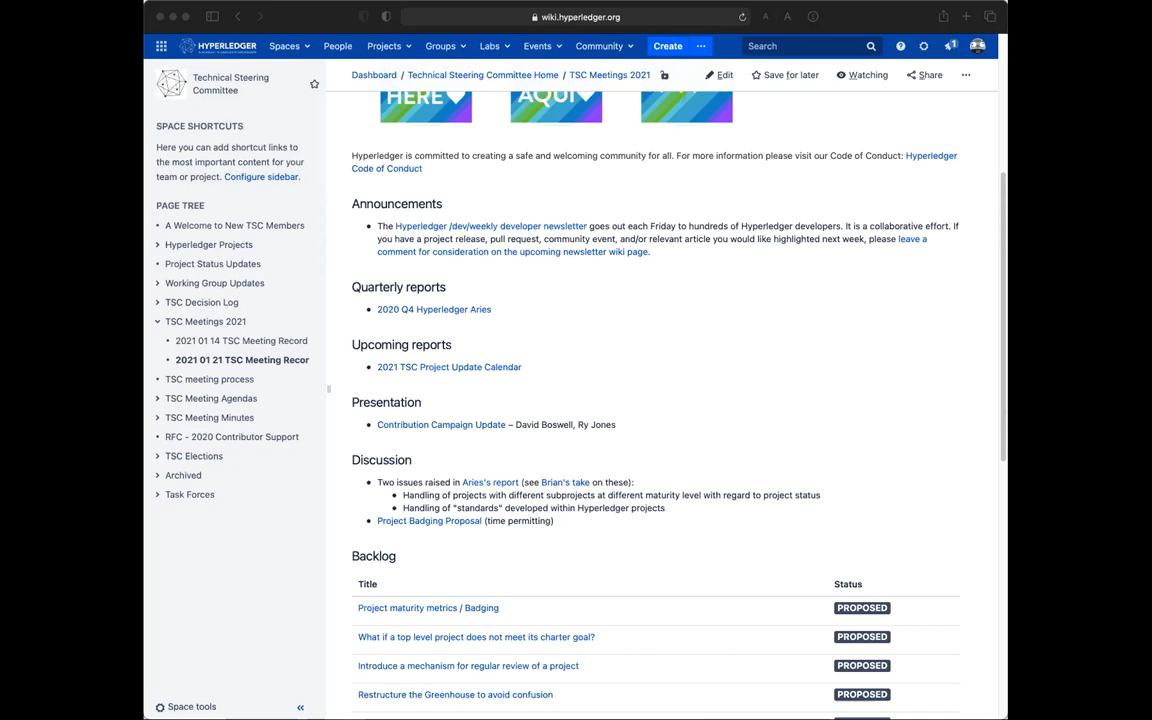 wiki.hyperledger.org
A A
HYPERLEDGER Spaces People Projects Groups Labs Events Community Create ··· Search ? 1
Technical Steering
Committee
Dashboard / Technical Steering Committee Home / TSC Meetings 2021 Edit Save for later Watching Share ···
SPACE SHORTCUTS
Here you can add shortcut links to
the most important content for your
team or project. Configure sidebar.
PAGE TREE
A Welcome to New TSC Members
Hyperledger Projects
Project Status Updates
Working Group Updates
TSC Decision Log
TSC Meetings 2021
2021 01 14 TSC Meeting Record
2021 01 21 TSC Meeting Recor
TSC meeting process
TSC Meeting Agendas
TSC Meeting Minutes
RFC - 2020 Contributor Support
TSC Elections
Archived
Task Forces
Space tools «
HERE AQUI
Hyperledger is committed to creating a safe and welcoming community for all. For more information please visit our Code of Conduct: Hyperledger
Code of Conduct
Announcements
• The Hyperledger /dev/weekly developer newsletter goes out each Friday to hundreds of Hyperledger developers. It is a collaborative effort. If
you have a project release, pull request, community event, and/or relevant article you would like highlighted next week, please leave a
comment for consideration on the upcoming newsletter wiki page.
Quarterly reports
• 2020 Q4 Hyperledger Aries
Upcoming reports
• 2021 TSC Project Update Calendar
Presentation
• Contribution Campaign Update – David Boswell, Ry Jones
Discussion
• Two issues raised in Aries's report (see Brian's take on these):
• Handling of projects with different subprojects at different maturity level with regard to project status
• Handling of "standards" developed within Hyperledger projects
• Project Badging Proposal (time permitting)
Backlog
Title Status
Project maturity metrics / Badging PROPOSED
What if a top level project does not meet its charter goal? PROPOSED
Introduce a mechanism for regular review of a project PROPOSED
Restructure the Greenhouse to avoid confusion PROPOSED